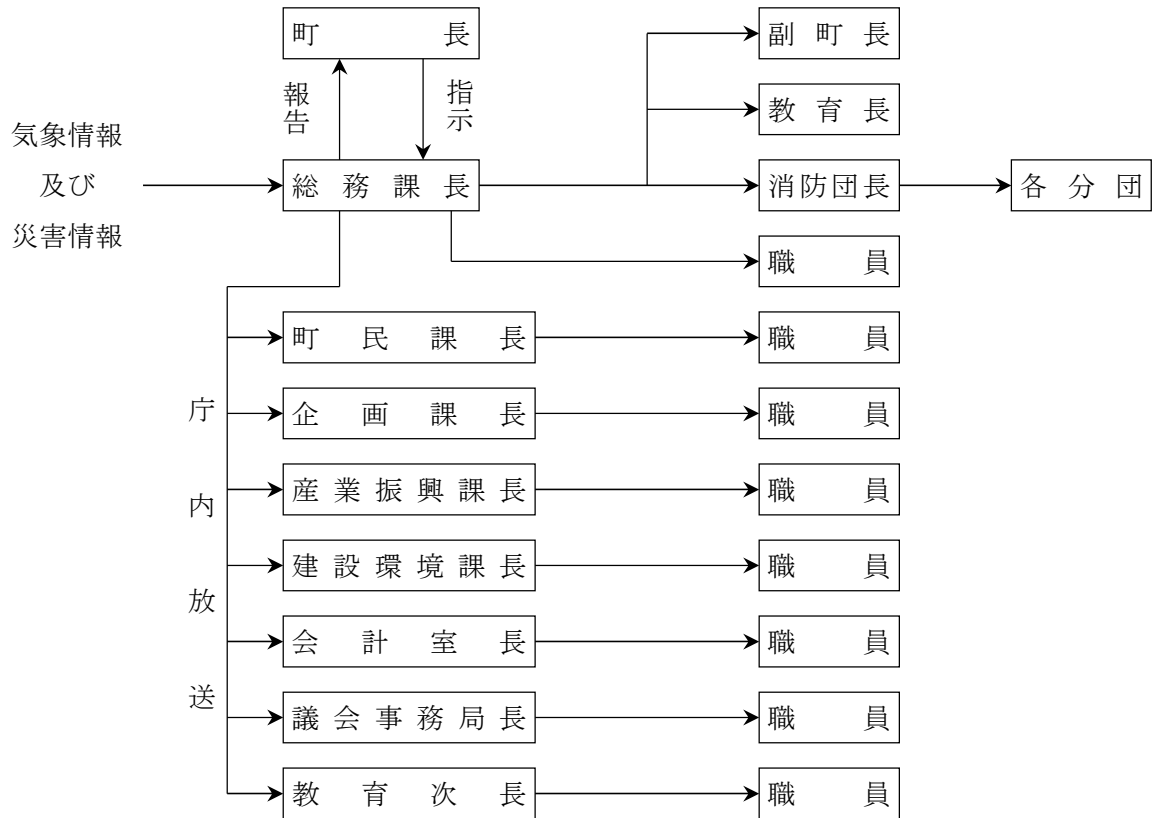 町長
副町長
報告
指示
教育長
気象情報
及び
災害情報
総務課長
消防団長
各分団
職員
町民課長
職員
庁内放送
企画課長
職員
産業振興課長
職員
建設環境課長
職員
会計室長
職員
議会事務局長
職員
教育次長
職員